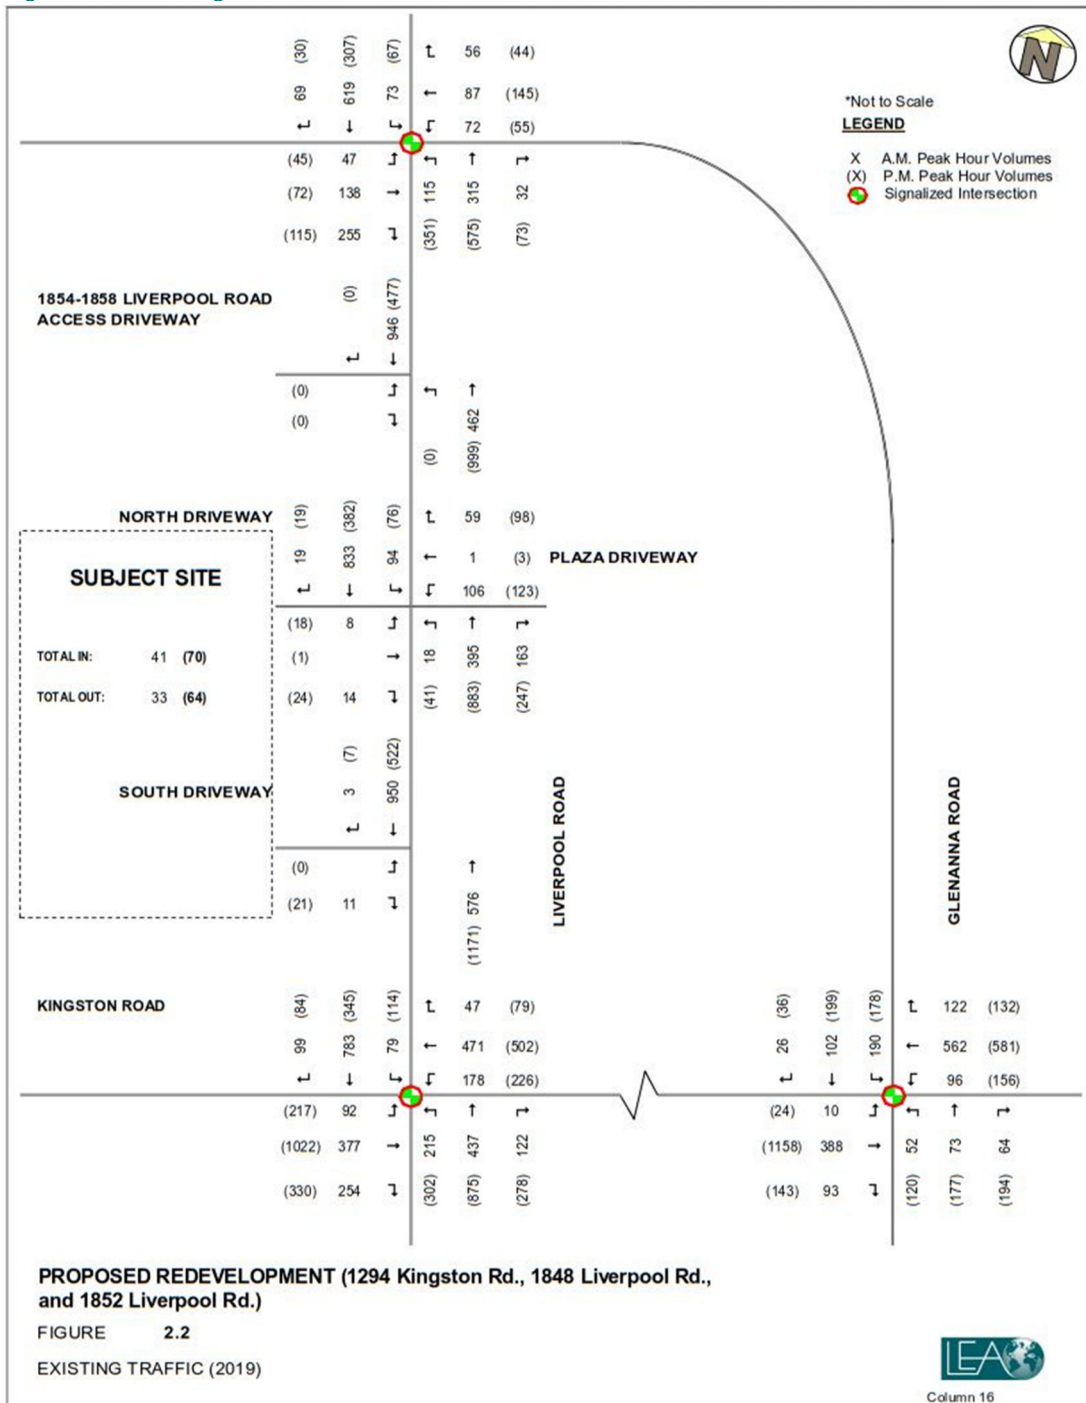 (30) (307) (67) 56 (44)
69 619 73 87 (145)
72 (55)
N
*Not to Scale
LEGEND
X A.M. Peak Hour Volumes
(X) P.M. Peak Hour Volumes
Signalized Intersection
(45) 47
(72) 138 115 315 32
(115) 255 (351) (575) (73)
1854-1858 LIVERPOOL ROAD
ACCESS DRIVEWAY
(0) 946 (477)
(0)
(0)
(0) (999) 462
NORTH DRIVEWAY (19) (382) (76) 59 (98)
19 833 94 1 (3) PLAZA DRIVEWAY
106 (123)
SUBJECT SITE
(18) 8
TOTAL IN: 41 (70) (1) 18 395 163
TOTAL OUT: 33 (64) (24) 14 (41) (883) (247)
(7) (522)
SOUTH DRIVEWAY 3 950
LIVERPOOL ROAD
GLENANNA ROAD
(0)
(21) 11 (1171) 576
KINGSTON ROAD (84) (345) (114) 47 (79) (36) (199) (178) 122 (132)
99 783 79 471 (502) 26 102 190 562 (581)
178 (226) 96 (156)
(217) 92 (24) 10
(1022) 377 215 437 122 (1158) 388 52 73 64
(330) 254 (302) (875) (278) (143) 93 (120) (177) (194)
PROPOSED REDEVELOPMENT (1294 Kingston Rd., 1848 Liverpool Rd.,
and 1852 Liverpool Rd.)
FIGURE 2.2
EXISTING TRAFFIC (2019)
LEA
Column 16